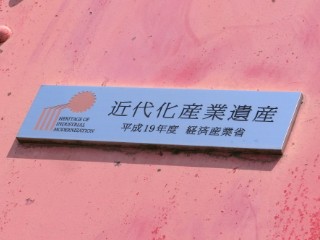 近代化産業遺産
平成19年度 経済産業省
HERITAGE OF
INDUSTRIAL
MODERNIZATION